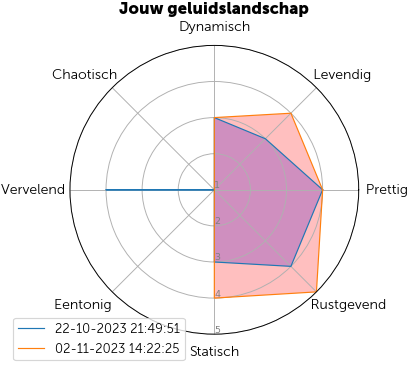 Jouw geluidslandschap
Dynamisch
Chaotisch
Levendig
Vervelend
Prettig
1
2
3
4
5
Eentonig
Rustgevend
Statisch
22-10-2023 21:49:51
02-11-2023 14:22:25